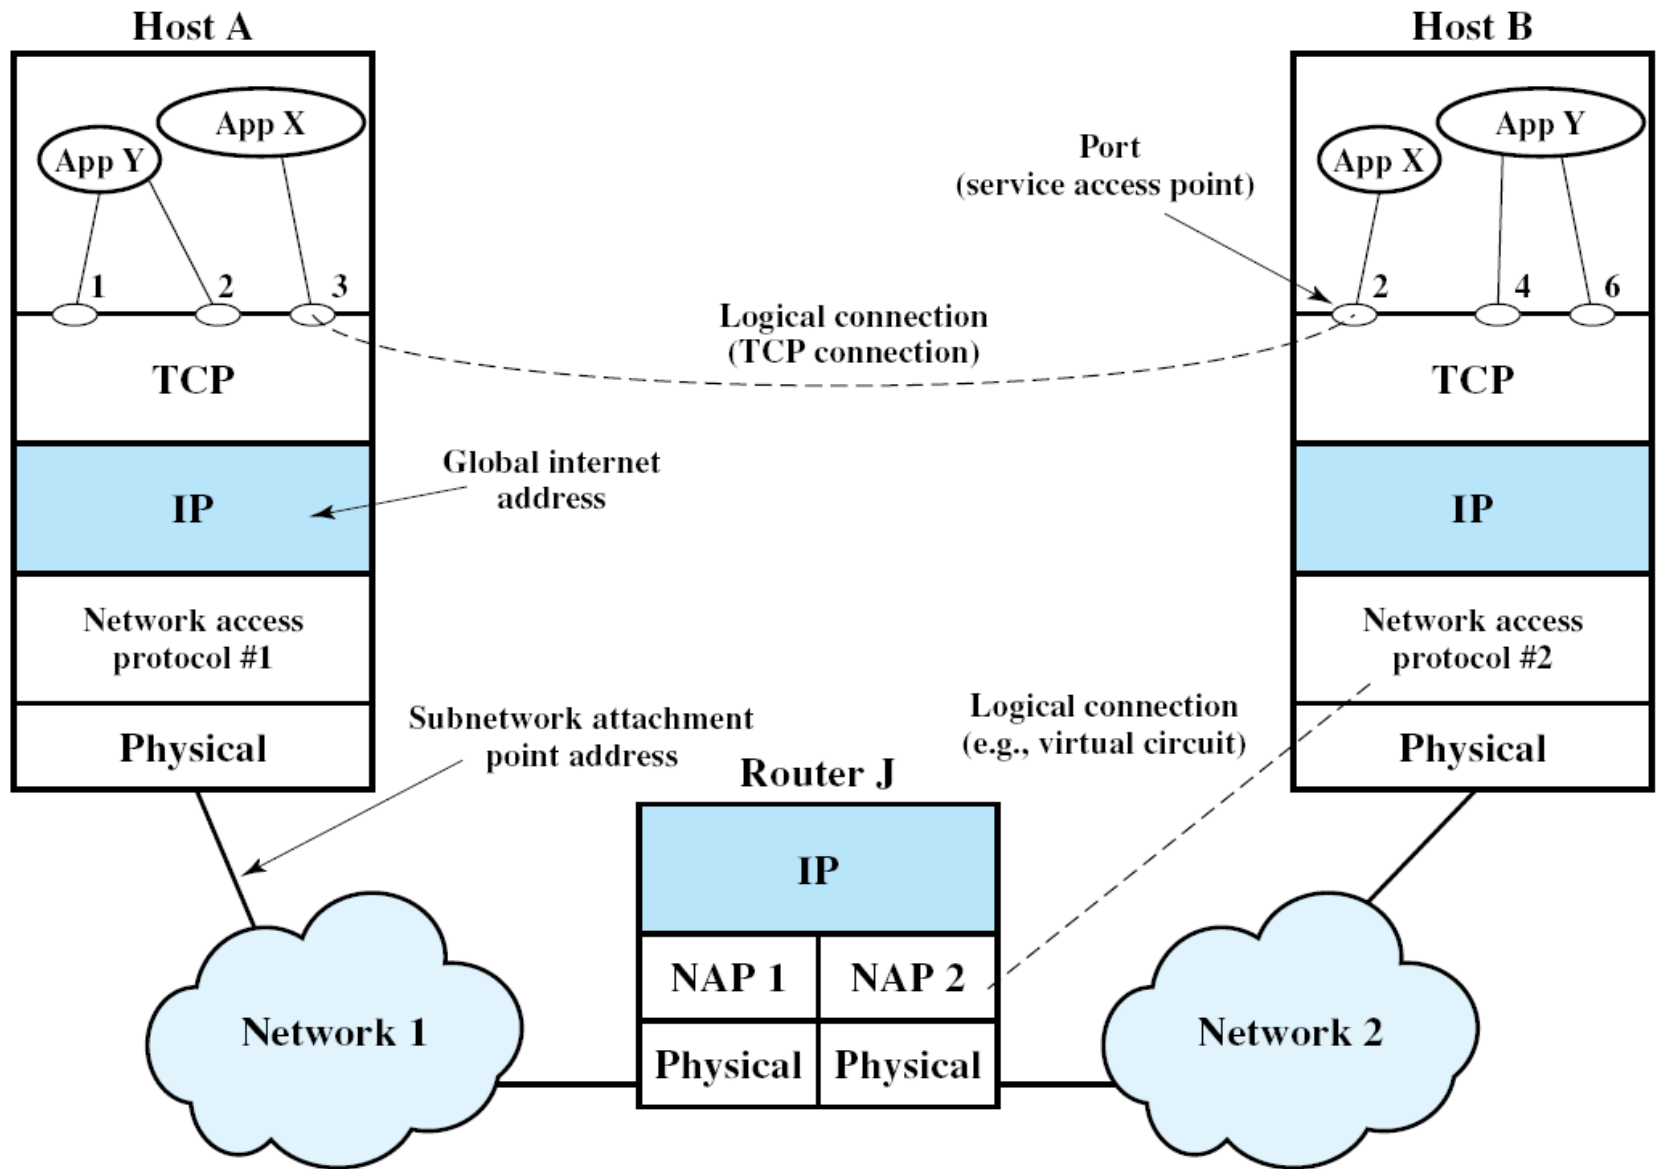 Host A
Host B
App X
App Y
App Y
App X
Port
(service access point)
1
2
3
2
4
6
Logical connection
(TCP connection)
TCP
TCP
Global internet
address
IP
IP
Network access
protocol #1
Network access
protocol #2
Subnetwork attachment
point address
Logical connection
(e.g., virtual circuit)
Physical
Physical
Router J
IP
NAP 1
NAP 2
Network 1
Network 2
Physical
Physical